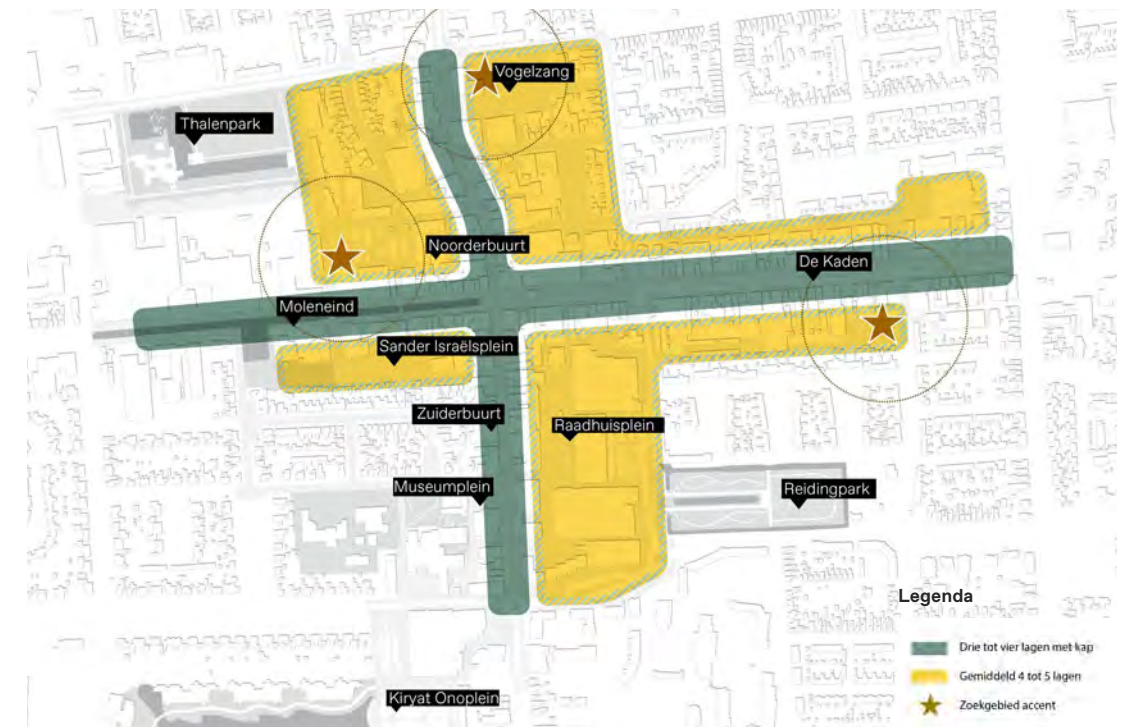 Vogelzang
Thalenpark
Noorderbuurt
De Kaden
Moleneind
Sander Israëlsplein
Zuiderbuurt
Raadhuisplein
Museumplein
Reidingpark
Kiryat Onoplein
Legenda
Drie tot vier lagen met kap
Gemiddeld 4 tot 5 lagen
Zoekgebied accent